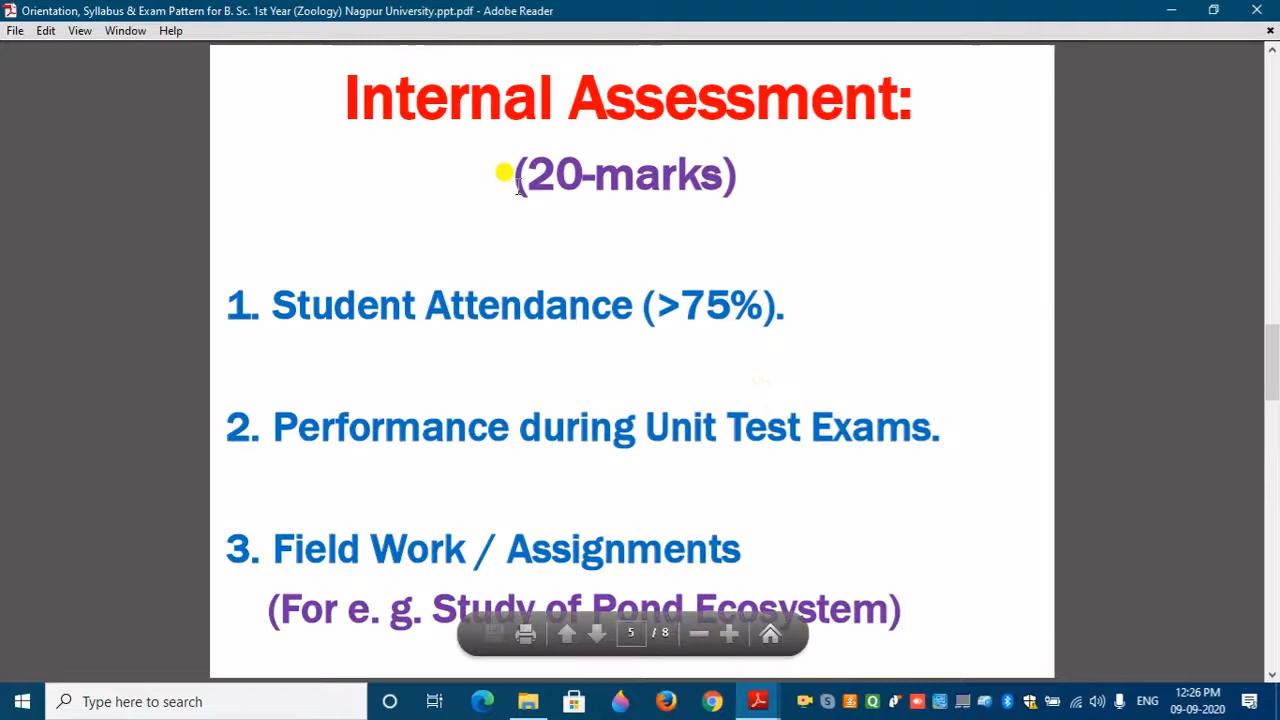 Orientation, Syllabus & Exam Pattern for B. Sc. 1st Year (Zoology) Nagpur University.ppt.pdf - Adobe Reader
File Edit View Window Help
Internal Assessment:
(20-marks)
1. Student Attendance (>75%).
2. Performance during Unit Test Exams.
3. Field Work / Assignments
(For e. g. Study of Pond Ecosystem)
5 / 8
Type here to search
ENG
12:26 PM
09-09-2020